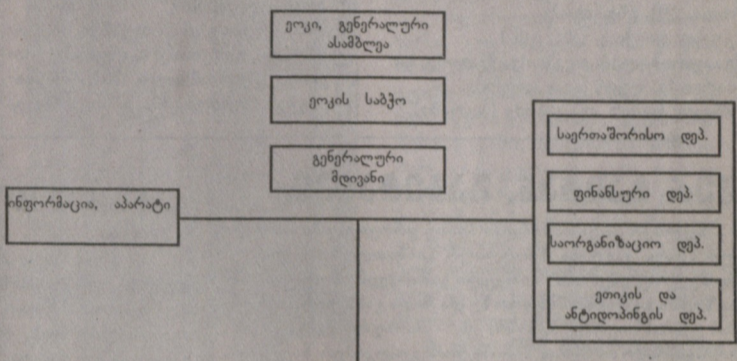 ეოკი, გენერალური
ასამბლეა
ეოკის საბჭო
გენერალური
მდივანი
ინფორმაცია, აპარატი
საერთაშორისო დეპ.
ფინანსური დეპ.
საორგანიზაციო დეპ.
ეთიკის და
ანტიდოპინგის დეპ.